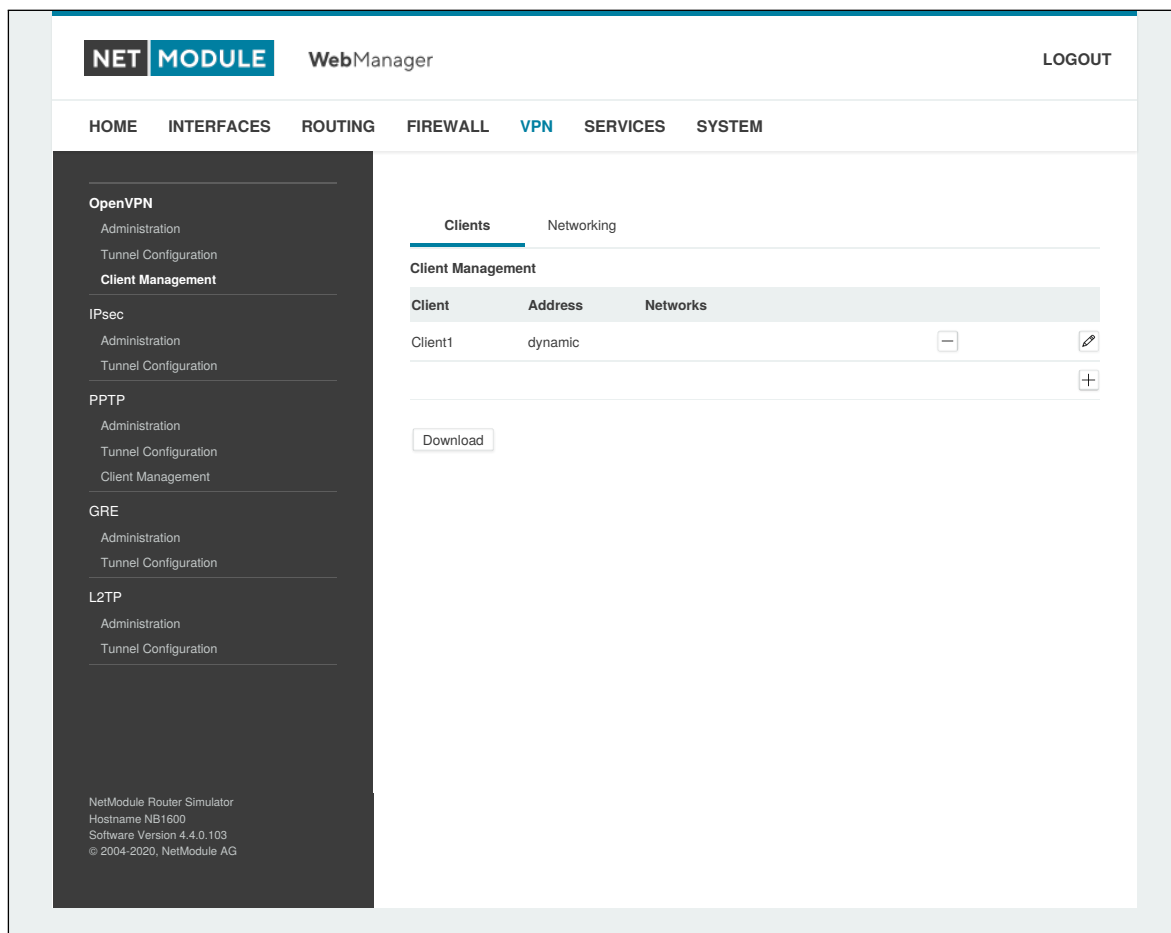 NET MODULE WebManager LOGOUT
HOME INTERFACES ROUTING FIREWALL VPN SERVICES SYSTEM
OpenVPN
Administration
Tunnel Configuration
Client Management
IPsec
Administration
Tunnel Configuration
PPTP
Administration
Tunnel Configuration
Client Management
GRE
Administration
Tunnel Configuration
L2TP
Administration
Tunnel Configuration
NetModule Router Simulator
Hostname NB1600
Software Version 4.4.0.103
© 2004-2020, NetModule AG
Clients Networking
Client Management
Client Address Networks
Client1 dynamic
Download